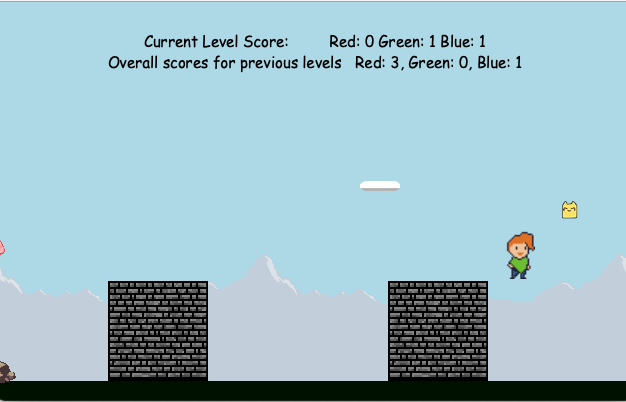 Current Level Score: Red: 0 Green: 1 Blue: 1
Overall scores for previous levels Red: 3, Green: 0, Blue: 1